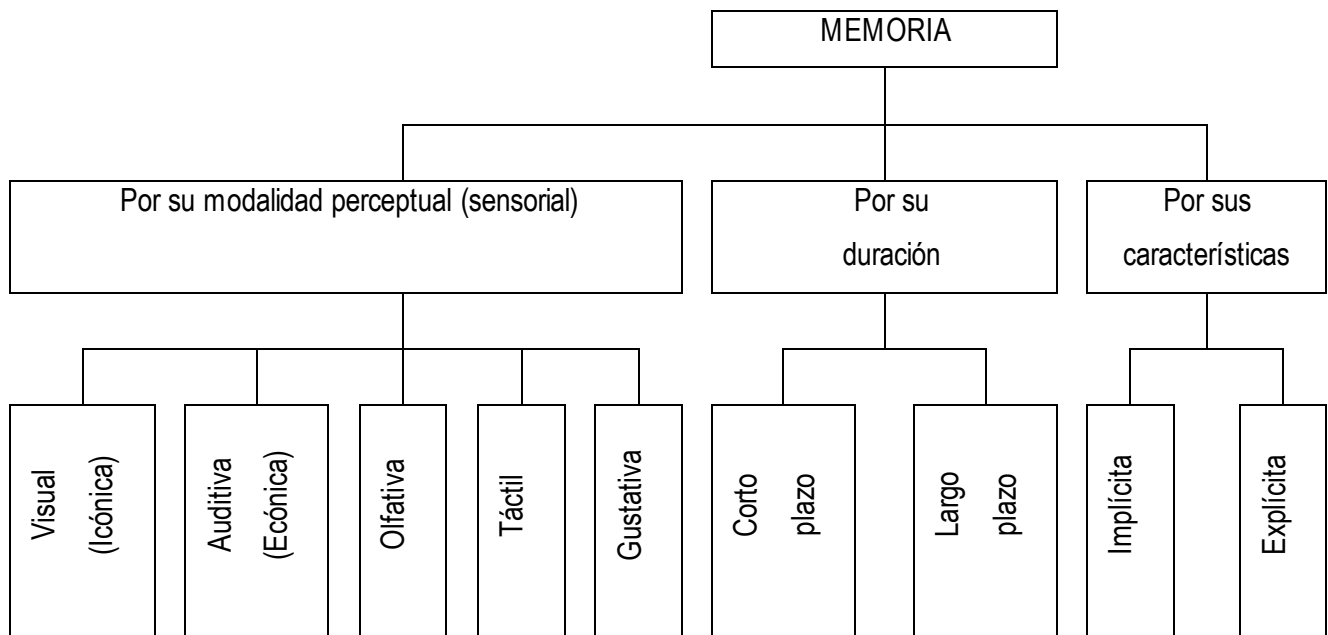 MEMORIA
Por su modalidad perceptual (sensorial)
Por su
duración
Por sus
características
Visual
(Icónica)
Auditiva
(Ecónica)
Olfativa
Táctil
Gustativa
Corto
plazo
Largo
plazo
Implícita
Explícita